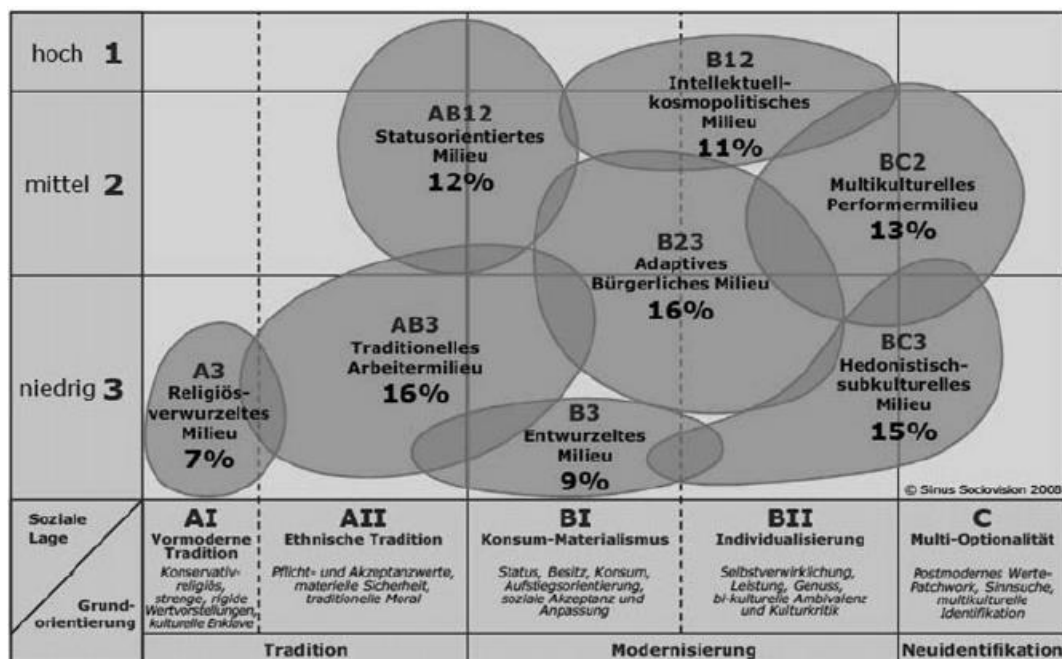 hoch 1
mittel 2
niedrig 3
B12
Intellektuell-
kosmopolitisches
Milieu
11%
AB12
Statusorientiertes
Milieu
12%
BC2
Multikulturelles
Performermilieu
13%
B23
Adaptives
Bürgerliches Milieu
16%
AB3
Traditionelles
Arbeitermilieu
16%
A3
Religiös-
verwurzeltes
Milieu
7%
BC3
Hedonistisch-
subkulturelles
Milieu
15%
B3
Entwurzeltes
Milieu
9%
© Sinus Sociovision 2008
Soziale
Lage
Grund-
orientierung
AI
Vormoderne
Tradition
Konservativ-
religiös,
strenge, rigide
Wertvorstellungen,
kulturelle Enklave
AII
Ethnische Tradition
Pflicht- und Akzeptanzwerte,
materielle Sicherheit,
traditionelle Moral
BI
Konsum-Materialismus
Status, Besitz, Konsum,
Aufstiegsorientierung,
soziale Akzeptanz und
Anpassung
BII
Individualisierung
Selbstverwirklichung,
Leistung, Genuss,
bi-kulturelle Ambivalenz
und Kulturkritik
C
Multi-Optionalität
Postmodernes Werte-
Patchwork, Sinnsuche,
multikulturelle
Identifikation
Tradition
Modernisierung
Neuidentifikation